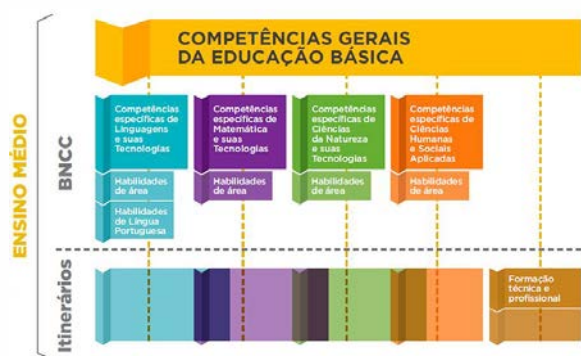 COMPETÊNCIAS GERAIS
DA EDUCAÇÃO BÁSICA
ENSINO MÉDIO
BNCC
Competências
específicas de
Linguagens
e suas
Tecnologias
Habilidades
de área
Habilidades
de Língua
Portuguesa
Competências
específicas de
Matemática
e suas
Tecnologias
Habilidades
de área
Competências
específicas de
Ciências
da Natureza
e suas
Tecnologias
Habilidades
de área
Competências
específicas de
Ciências
Humanas
e Sociais
Aplicadas
Habilidades
de área
Itinerários
Formação
técnica e
profissional